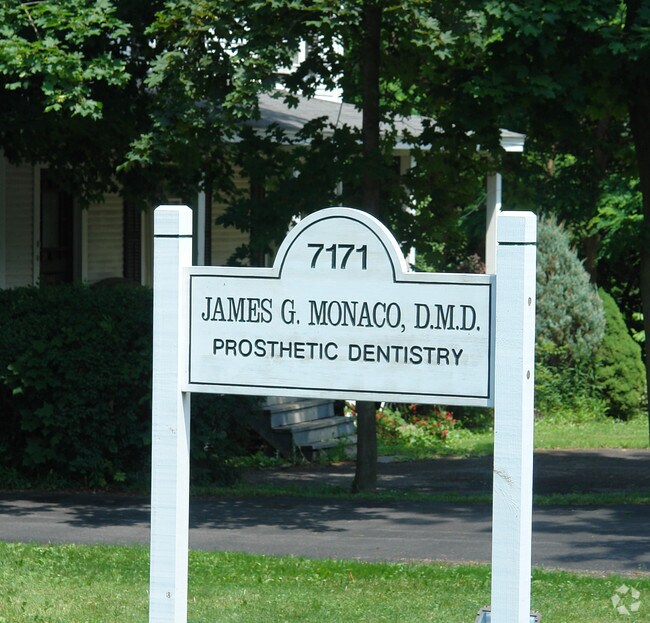 7171
JAMES G. MONACO, D.M.D.
PROSTHETIC DENTISTRY